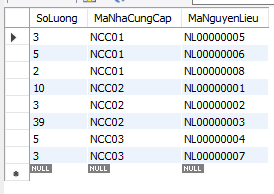 SoLuong MaNhaCungCap MaNguyenLieu
3 NCC01 NL00000005
5 NCC01 NL00000006
2 NCC01 NL00000008
10 NCC02 NL00000001
3 NCC02 NL00000002
39 NCC02 NL00000003
5 NCC03 NL00000004
3 NCC03 NL00000007
NULL NULL NULL